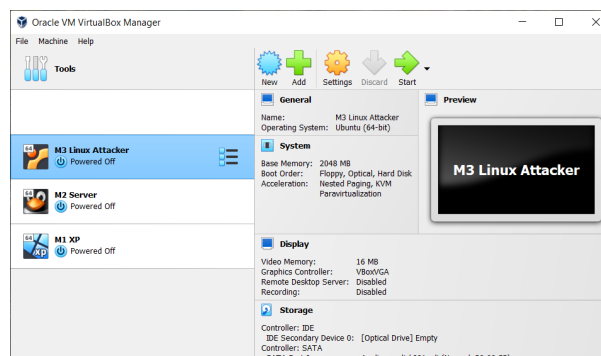 Oracle VM VirtualBox Manager
File Machine Help
Tools
New Add Settings Discard Start
64
M3 Linux Attacker
Powered Off
64
M2 Server
Powered Off
64
XP
M1 XP
Powered Off
General
Name: M3 Linux Attacker
Operating System: Ubuntu (64-bit)
System
Base Memory: 2048 MB
Boot Order: Floppy, Optical, Hard Disk
Acceleration: Nested Paging, KVM
Paravirtualization
Preview
M3 Linux Attacker
Display
Video Memory: 16 MB
Graphics Controller: VBoxVGA
Remote Desktop Server: Disabled
Recording: Disabled
Storage
Controller: IDE
IDE Secondary Device 0: [Optical Drive] Empty
Controller: SATA